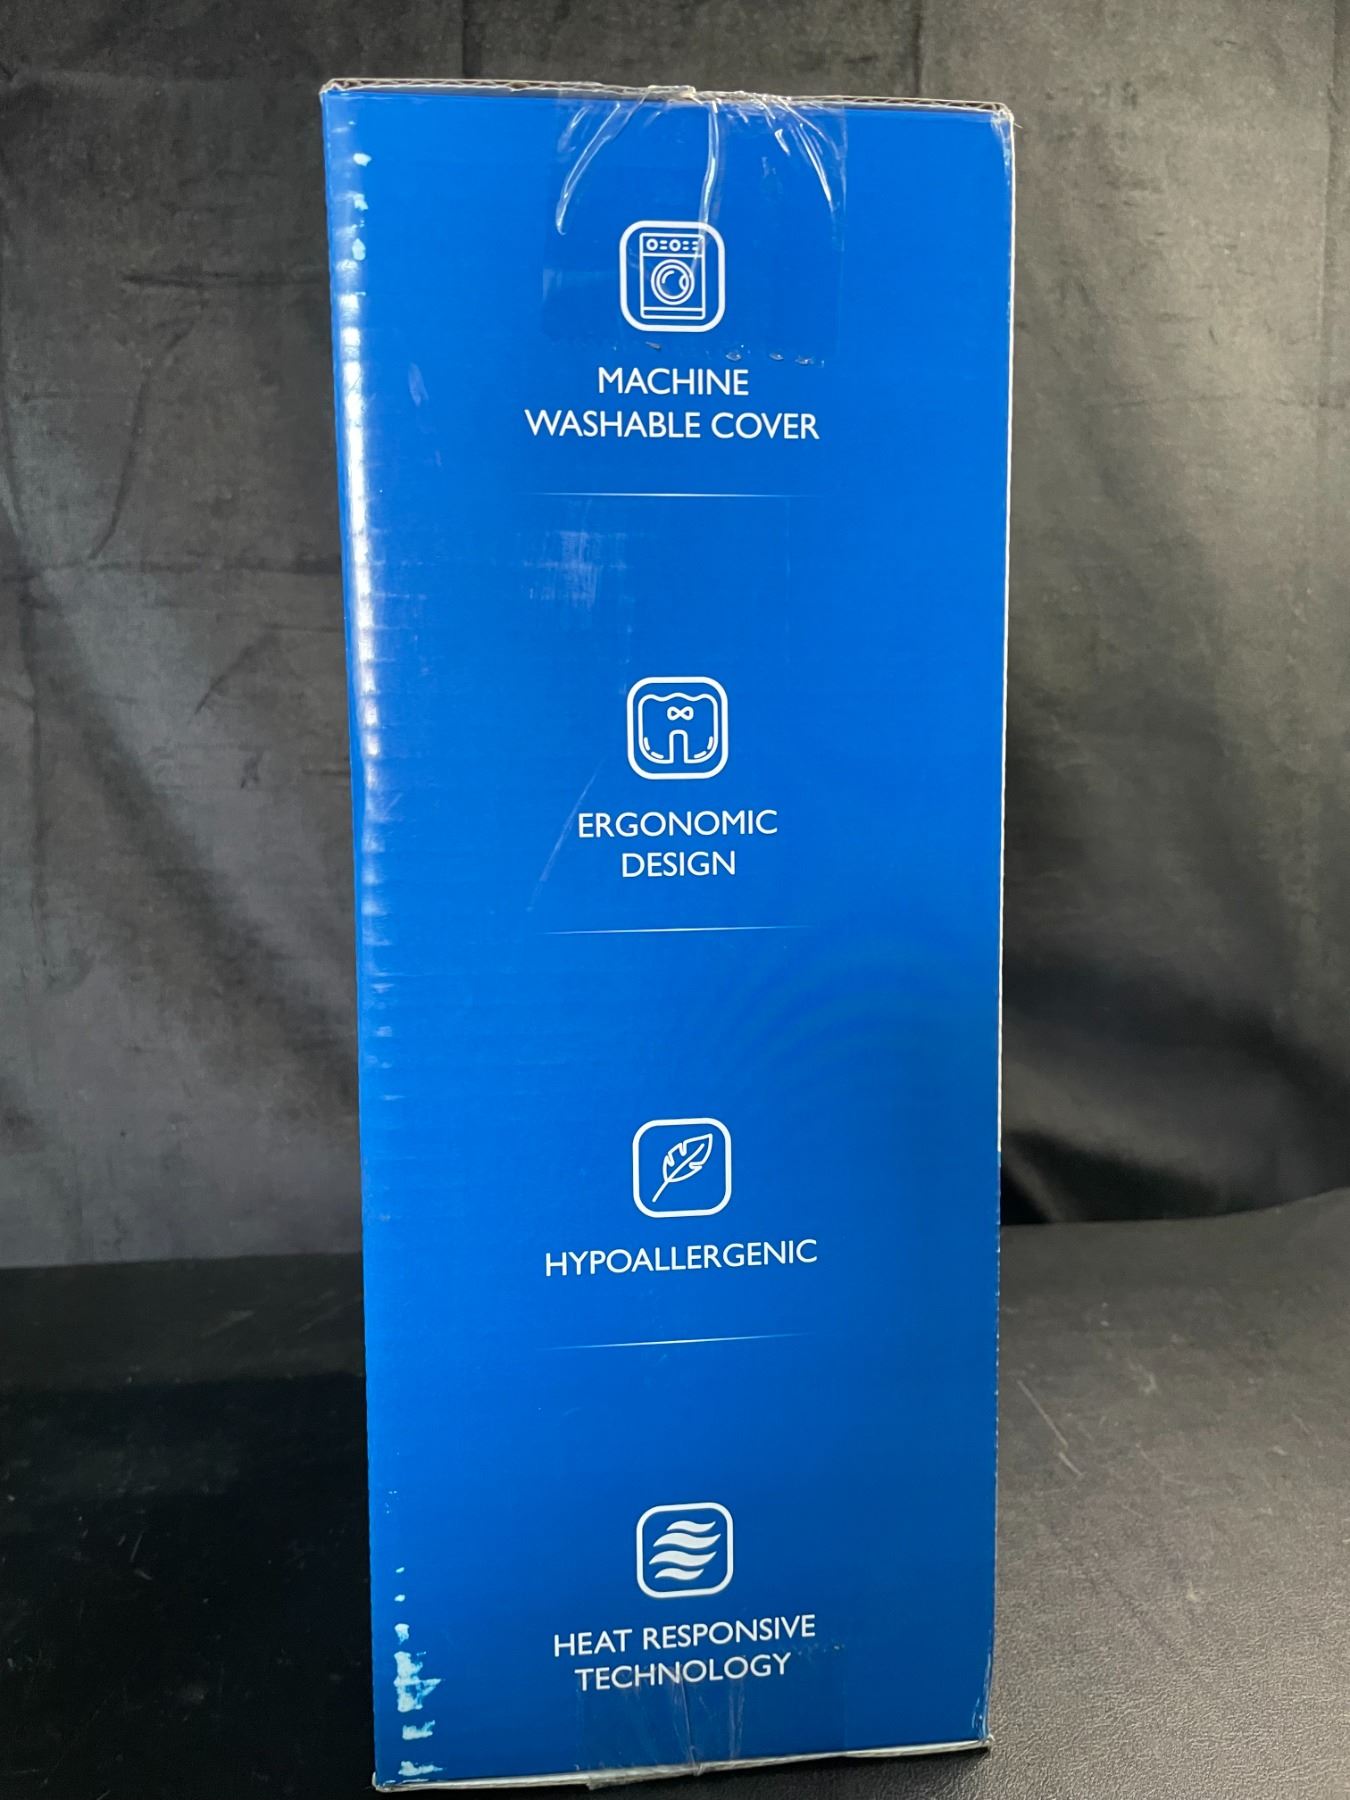 MACHINE
WASHABLE COVER
ERGONOMIC
DESIGN
HYPOALLERGENIC
HEAT RESPONSIVE
TECHNOLOGY